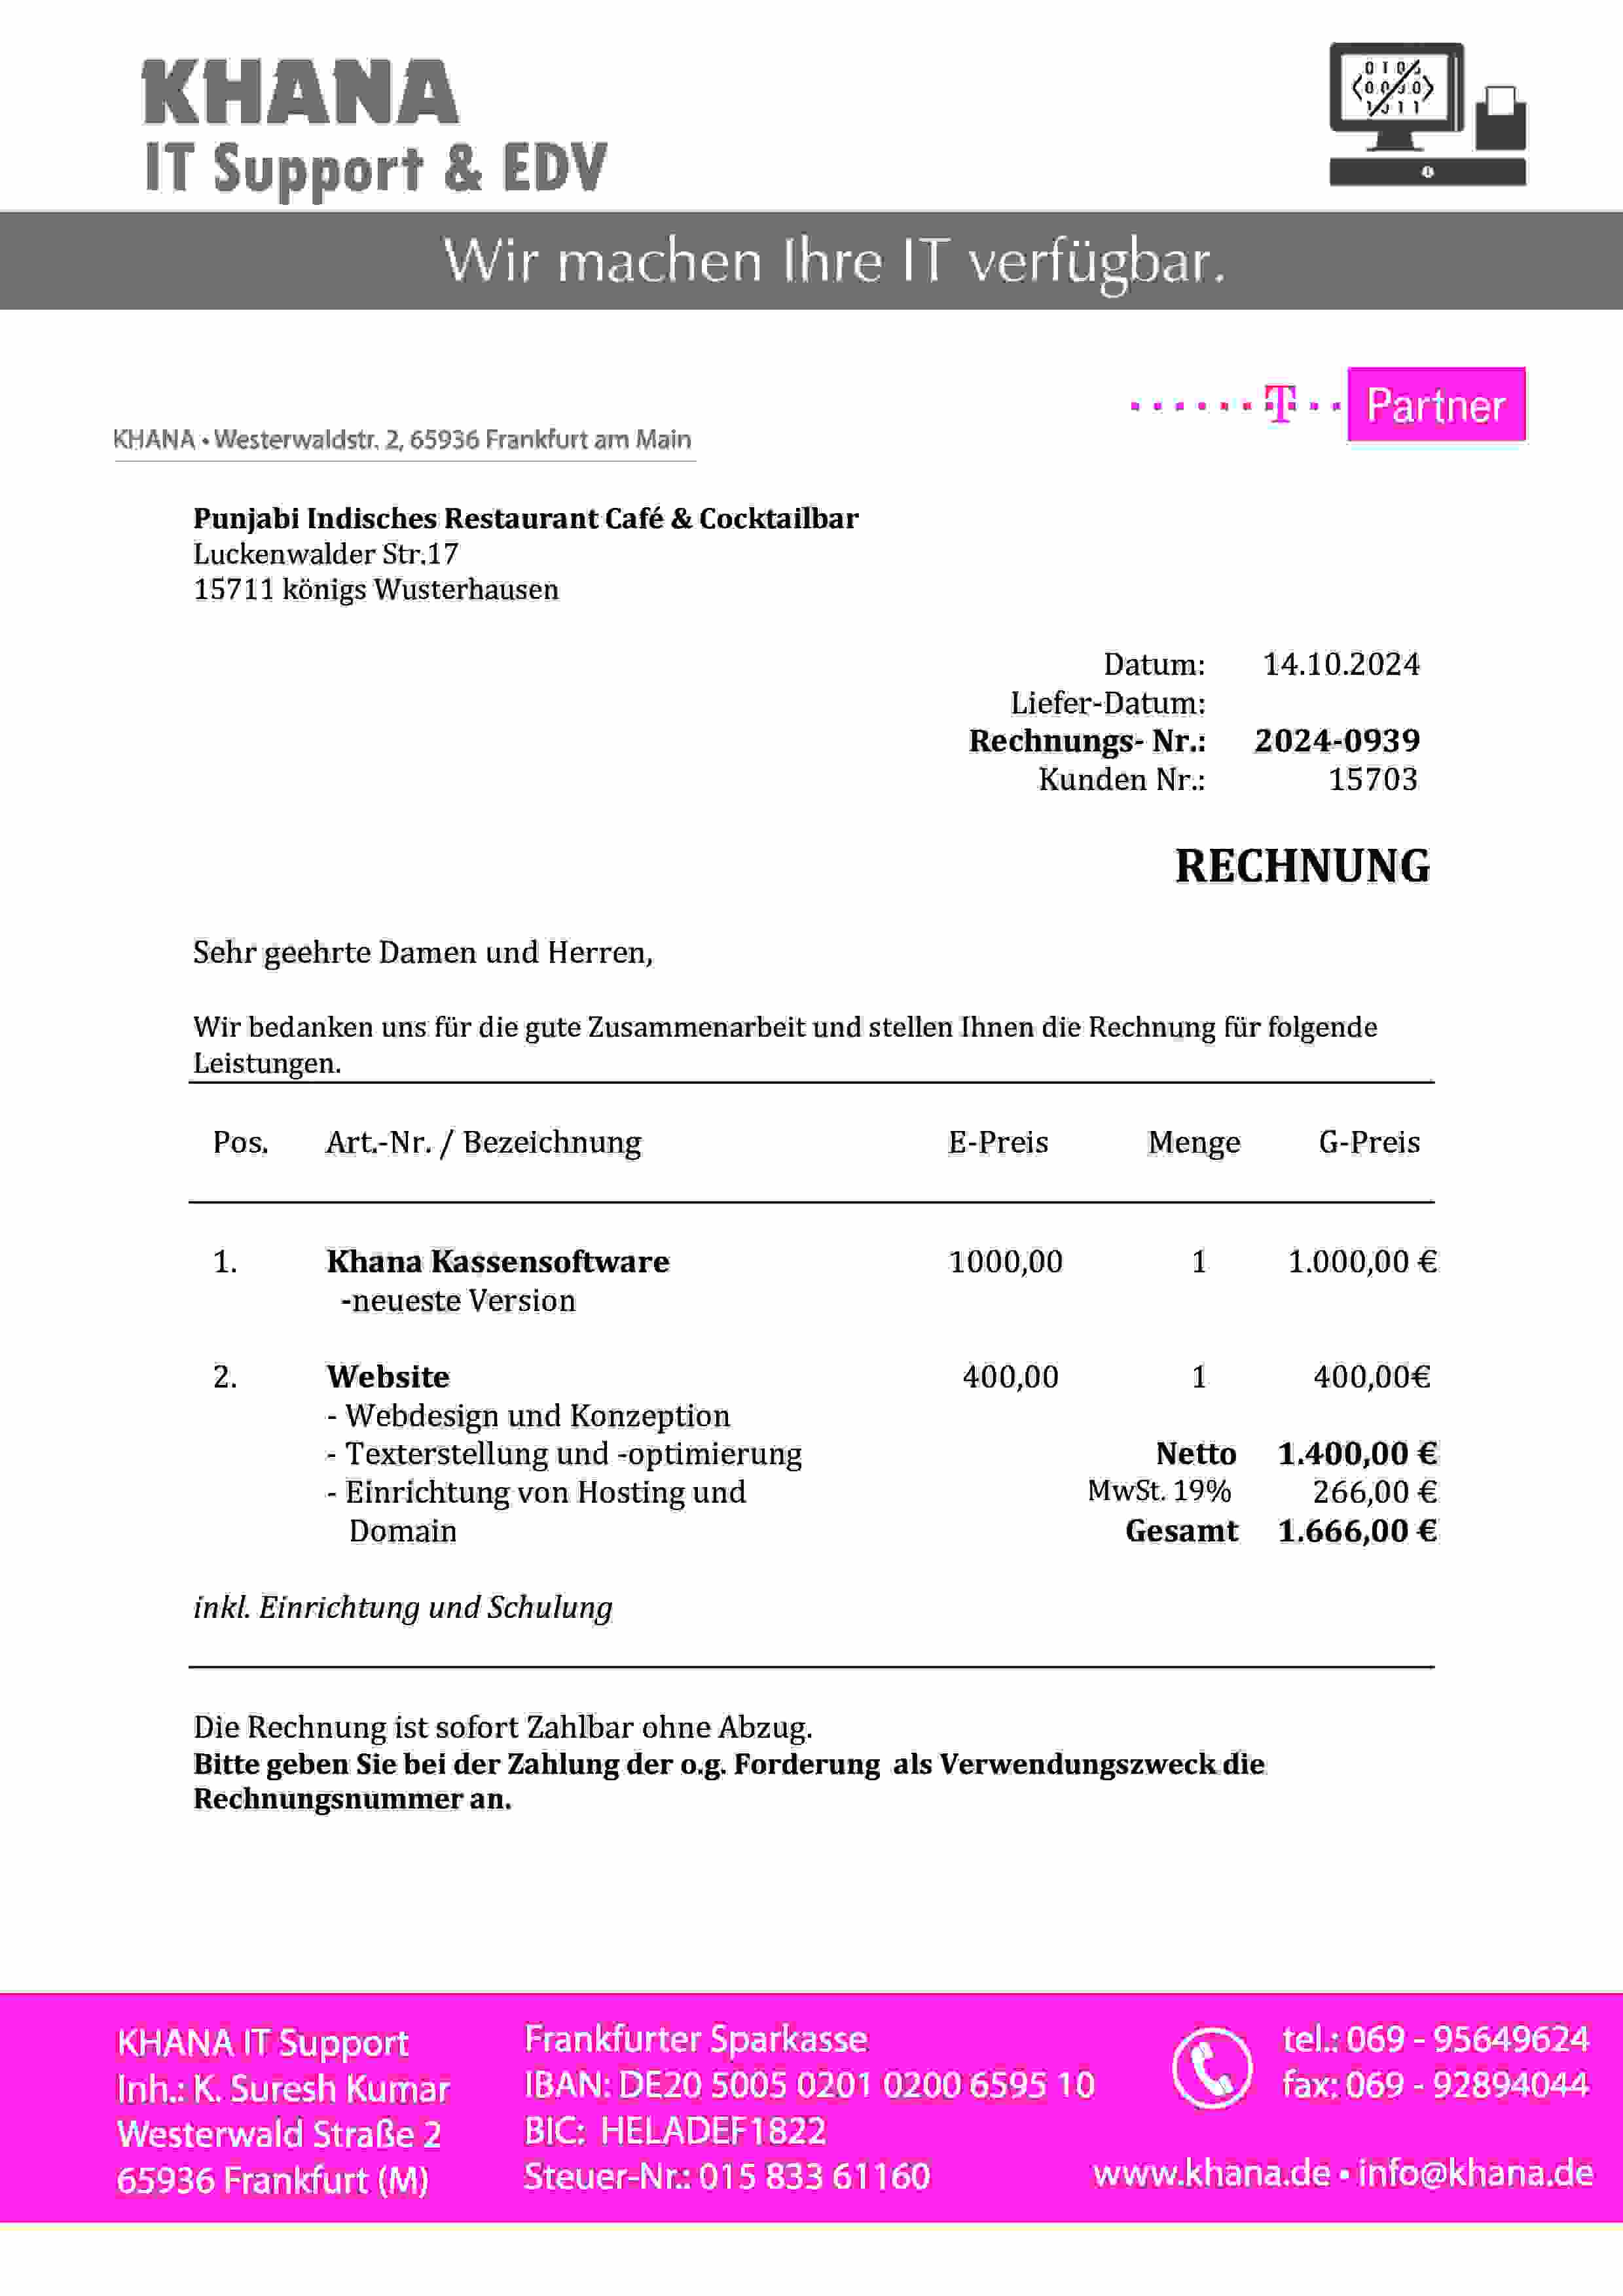 KHANA
IT Support & EDV
Wir machen Ihre IT verfügbar.
T Partner
KHANA • Westerwaldstr. 2, 65936 Frankfurt am Main
Punjabi Indisches Restaurant Café & Cocktailbar
Luckenwalder Str.17
15711 königs Wusterhausen
Datum: 14.10.2024
Liefer-Datum:
Rechnungs- Nr.: 2024-0939
Kunden Nr.: 15703
RECHNUNG
Sehr geehrte Damen und Herren,
Wir bedanken uns für die gute Zusammenarbeit und stellen Ihnen die Rechnung für folgende
Leistungen.
Pos. Art.-Nr. / Bezeichnung E-Preis Menge G-Preis
1. Khana Kassensoftware 1000,00 1 1.000,00 €
-neueste Version
2. Website 400,00 1 400,00€
- Webdesign und Konzeption
- Texterstellung und -optimierung Netto 1.400,00 €
- Einrichtung von Hosting und MwSt. 19% 266,00 €
Domain Gesamt 1.666,00 €
inkl. Einrichtung und Schulung
Die Rechnung ist sofort Zahlbar ohne Abzug.
Bitte geben Sie bei der Zahlung der o.g. Forderung als Verwendungszweck die
Rechnungsnummer an.
KHANA IT Support
Inh.: K. Suresh Kumar
Westerwald Straße 2
65936 Frankfurt (M)
Frankfurter Sparkasse
IBAN: DE20 5005 0201 0200 6595 10
BIC: HELADEF1822
Steuer-Nr.: 015 833 61160
tel.: 069 - 95649624
fax: 069 - 92894044
www.khana.de • info@khana.de